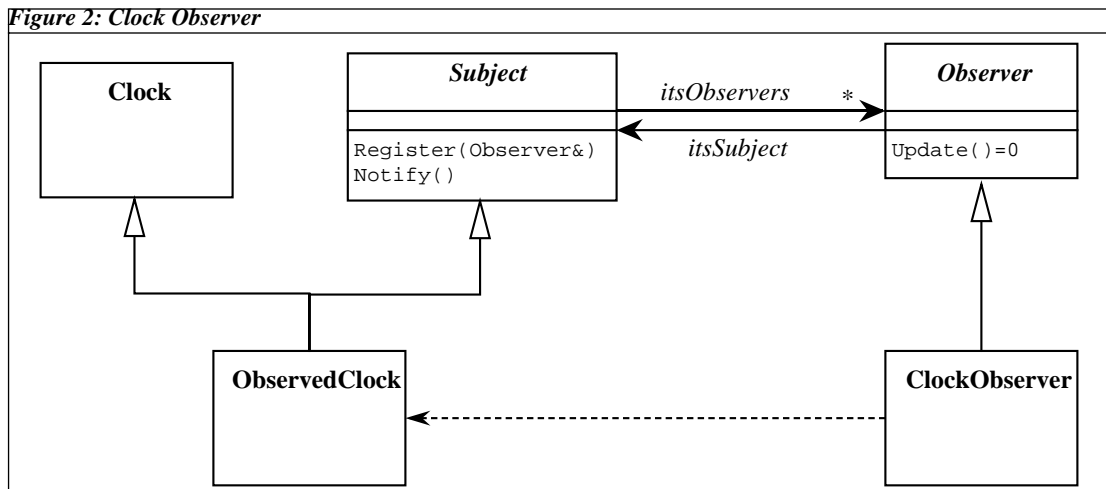 Figure 2: Clock Observer
Clock
Subject
Observer
itsObservers
*
itsSubject
Register(Observer&)
Notify()
Update()=0
ObservedClock
ClockObserver